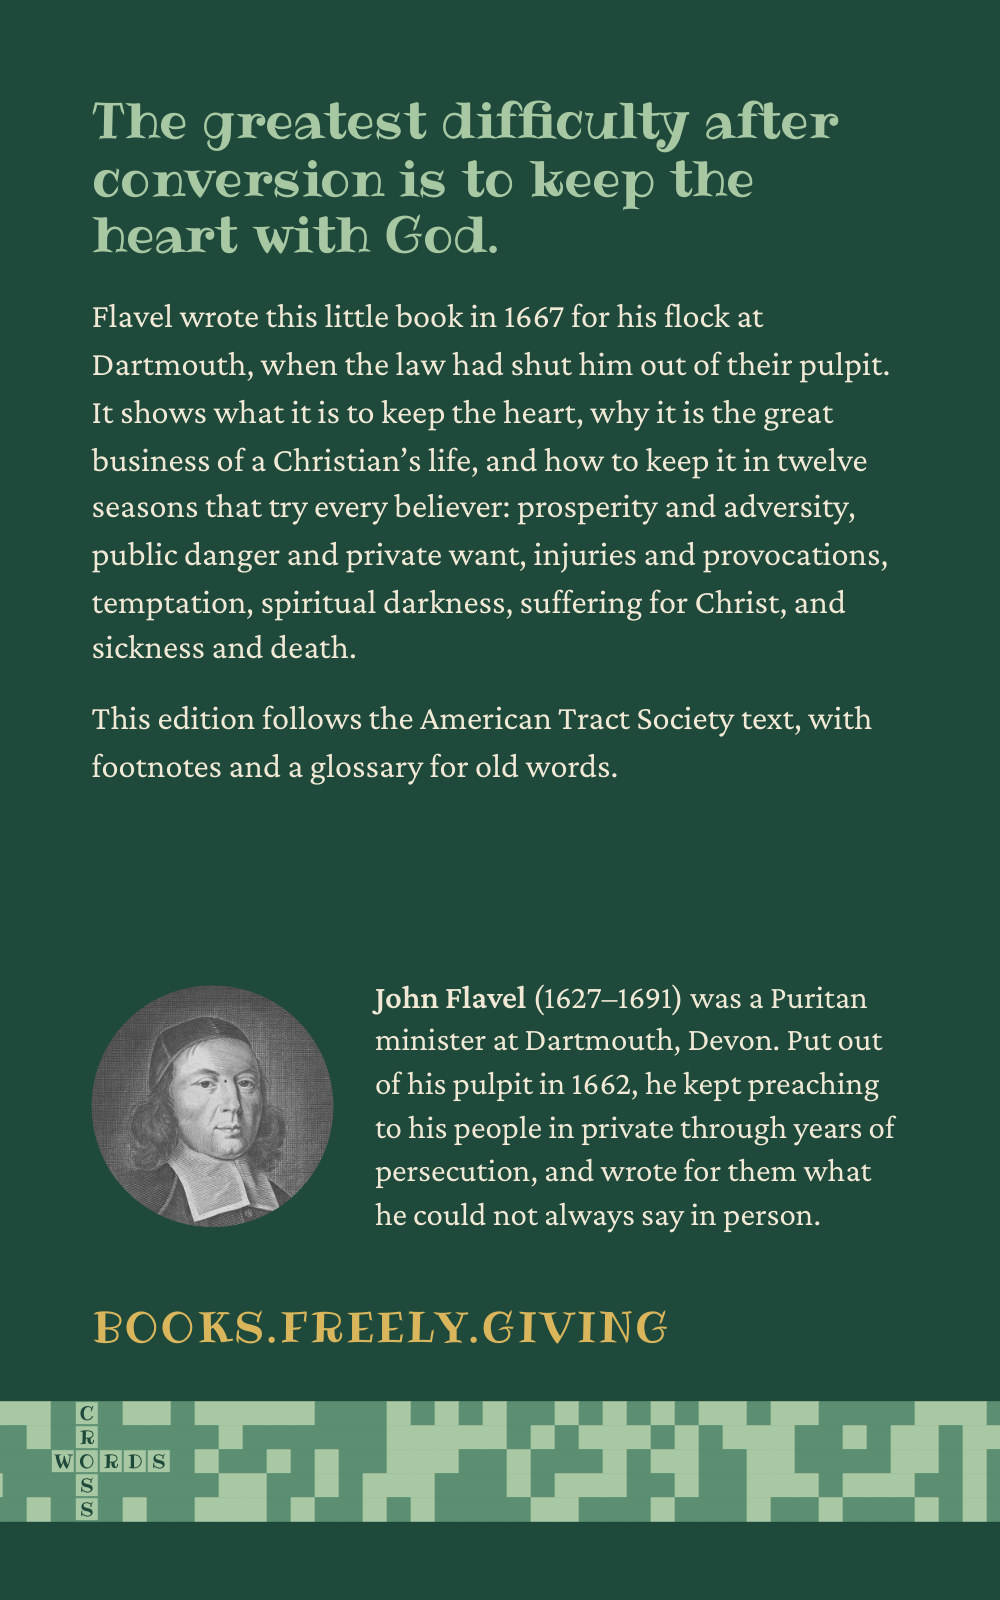 The greatest difficulty after
conversion is to keep the
heart with God.
Flavel wrote this little book in 1667 for his flock at
Dartmouth, when the law had shut him out of their pulpit.
It shows what it is to keep the heart, why it is the great
business of a Christian’s life, and how to keep it in twelve
seasons that try every believer: prosperity and adversity,
public danger and private want, injuries and provocations,
temptation, spiritual darkness, suffering for Christ, and
sickness and death.
This edition follows the American Tract Society text, with
footnotes and a glossary for old words.
John Flavel (1627–1691) was a Puritan
minister at Dartmouth, Devon. Put out
of his pulpit in 1662, he kept preaching
to his people in private through years of
persecution, and wrote for them what
he could not always say in person.
BOOKS.FREELY.GIVING
CROSS
WORDS